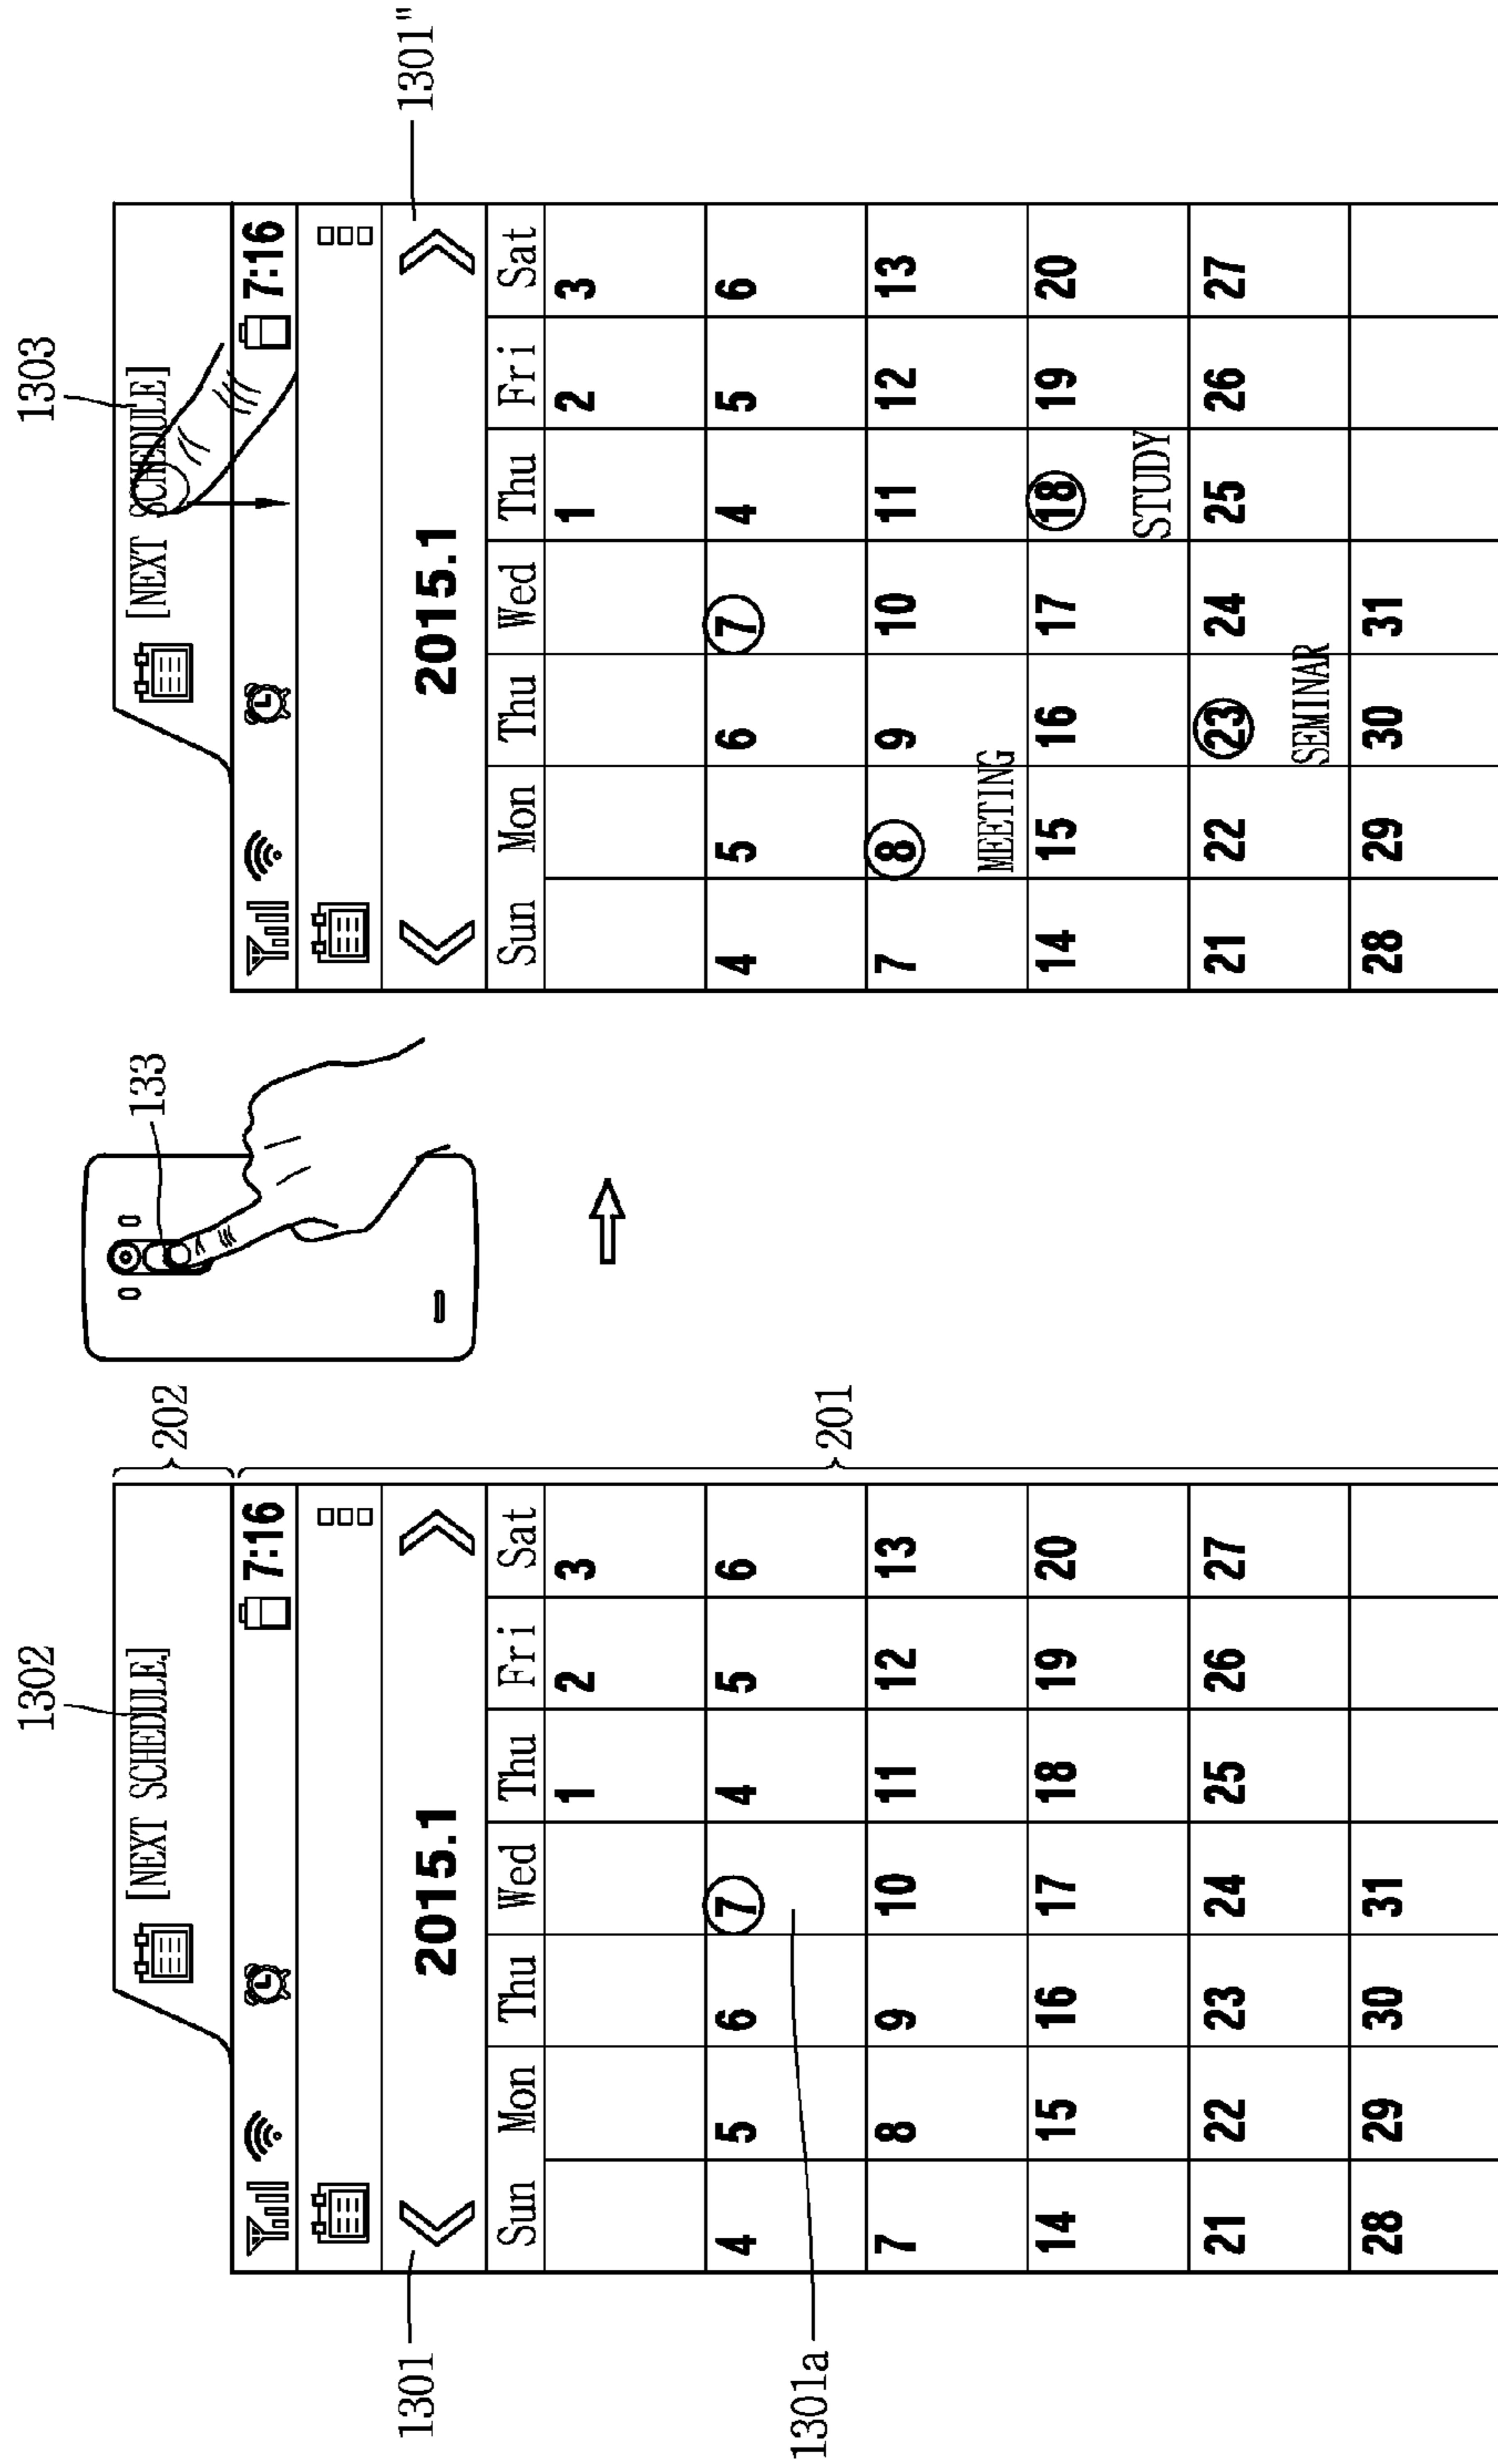 1302
[NEXT SCHEDULE]
202
7:16
1301
2015.1
Sun Mon Thu Wed Thu Fri Sat
1 2 3
4 5 6 7 4 5 6
1301a
201
7 8 9 10 11 12 13
14 15 16 17 18 19 20
21 22 23 24 25 26 27
28 29 30 31
133
1303
[NEXT SCHEDULE]
7:16
2015.1
1301"
Sun Mon Thu Wed Thu Fri Sat
1 2 3
4 5 6 7 4 5 6
7 8 9 10 11 12 13
MEETING
14 15 16 17 18 19 20
STUDY
21 22 23 24 25 26 27
SEMINAR
28 29 30 31